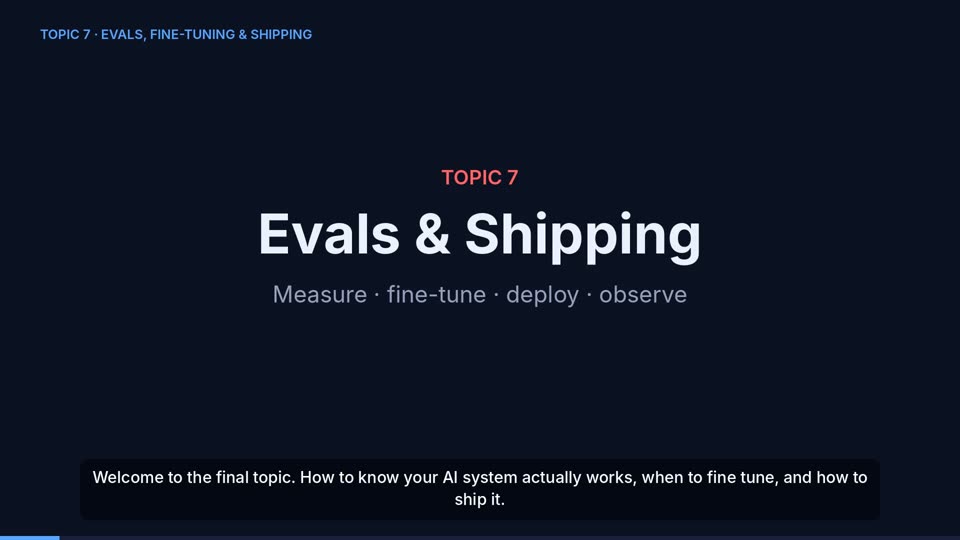 TOPIC 7 · EVALS, FINE-TUNING & SHIPPING
TOPIC 7
Evals & Shipping
Measure · fine-tune · deploy · observe
Welcome to the final topic. How to know your AI system actually works, when to fine tune, and how to
ship it.